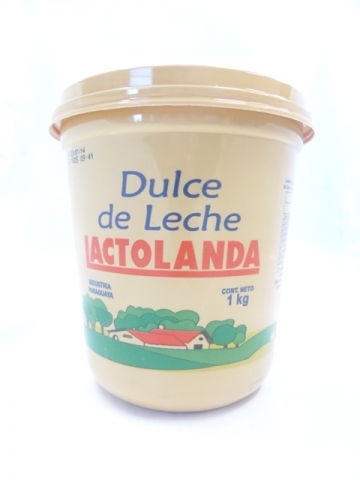 Dulce
de Leche
LACTOLANDA
INDUSTRIA
PARAGUAYA
CONT. NETO
1 kg